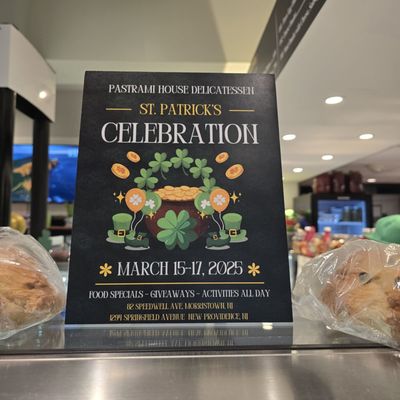 PASTRAMI HOUSE DELICATESSEN
ST. PATRICK'S
CELEBRATION
MARCH 15-17, 2025
FOOD SPECIALS - GIVEAWAYS - ACTIVITIES ALL DAY
82 SPEEDWELL AVE MORRISTOWN, NJ
1294 SPRINGFIELD AVENUE NEW PROVIDENCE, NJ